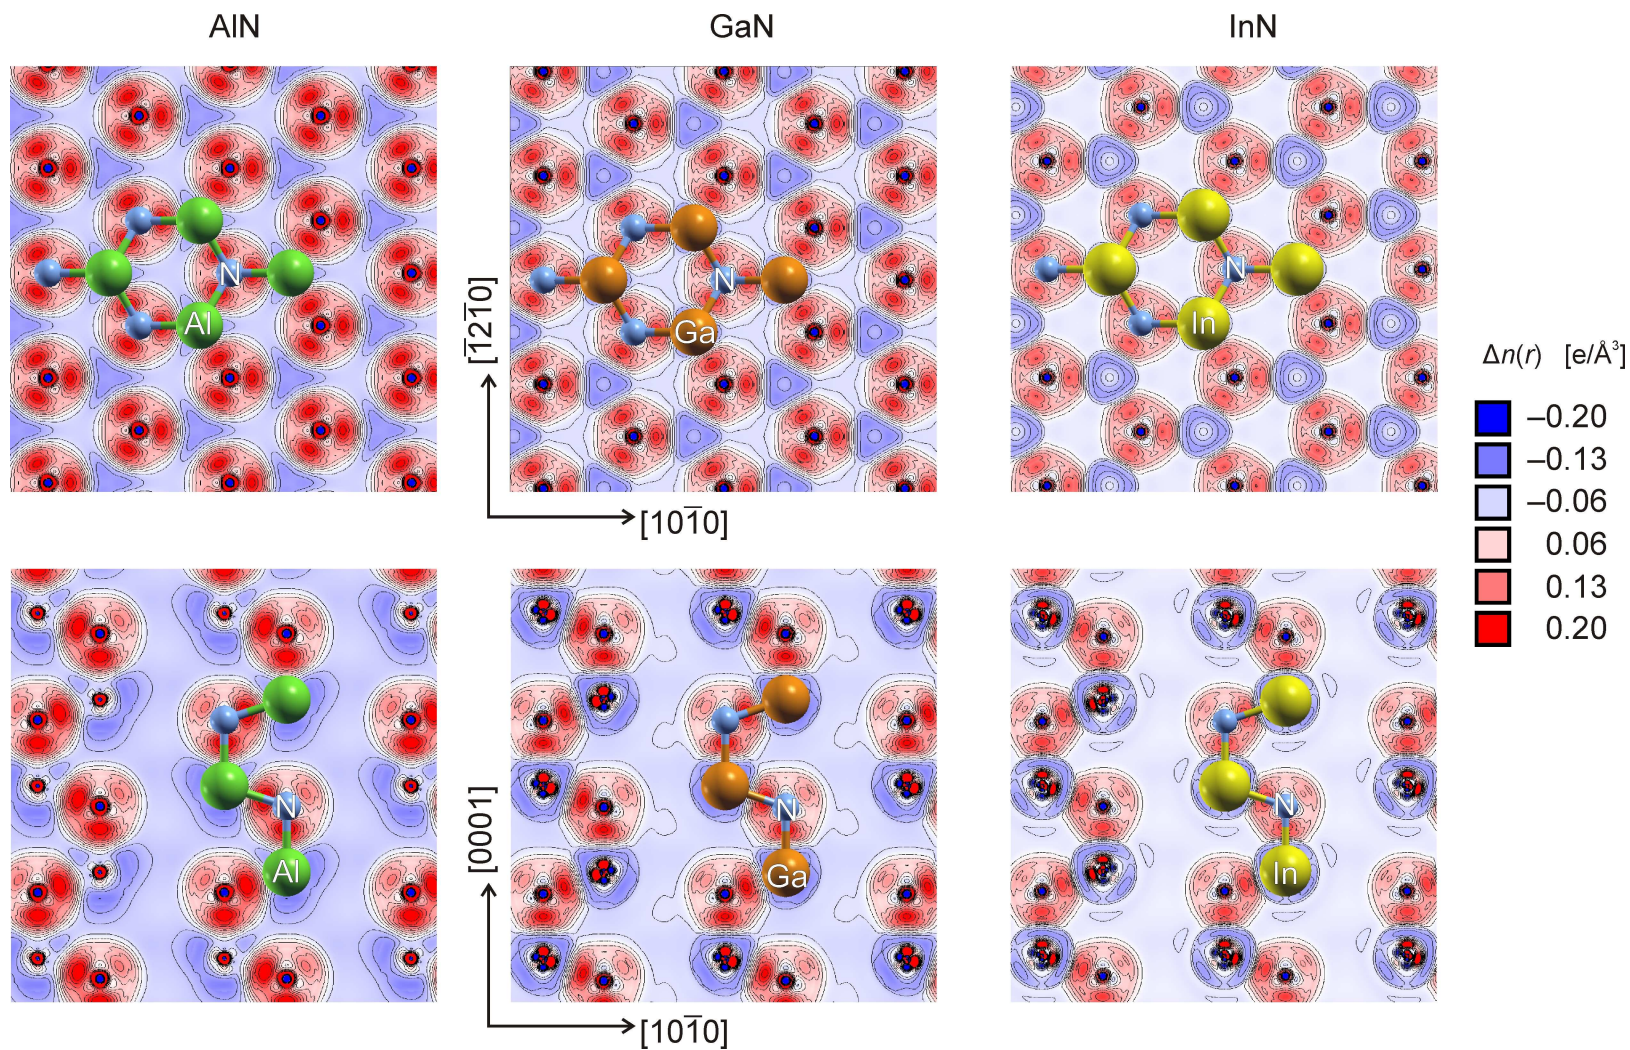 AlN
GaN
InN
N
Al
N
Ga
N
In
[1̅21̅0]
[101̅0]
Δn(r) [e/Å³]
–0.20
–0.13
–0.06
0.06
0.13
0.20
N
Al
N
Ga
N
In
[0001]
[101̅0]